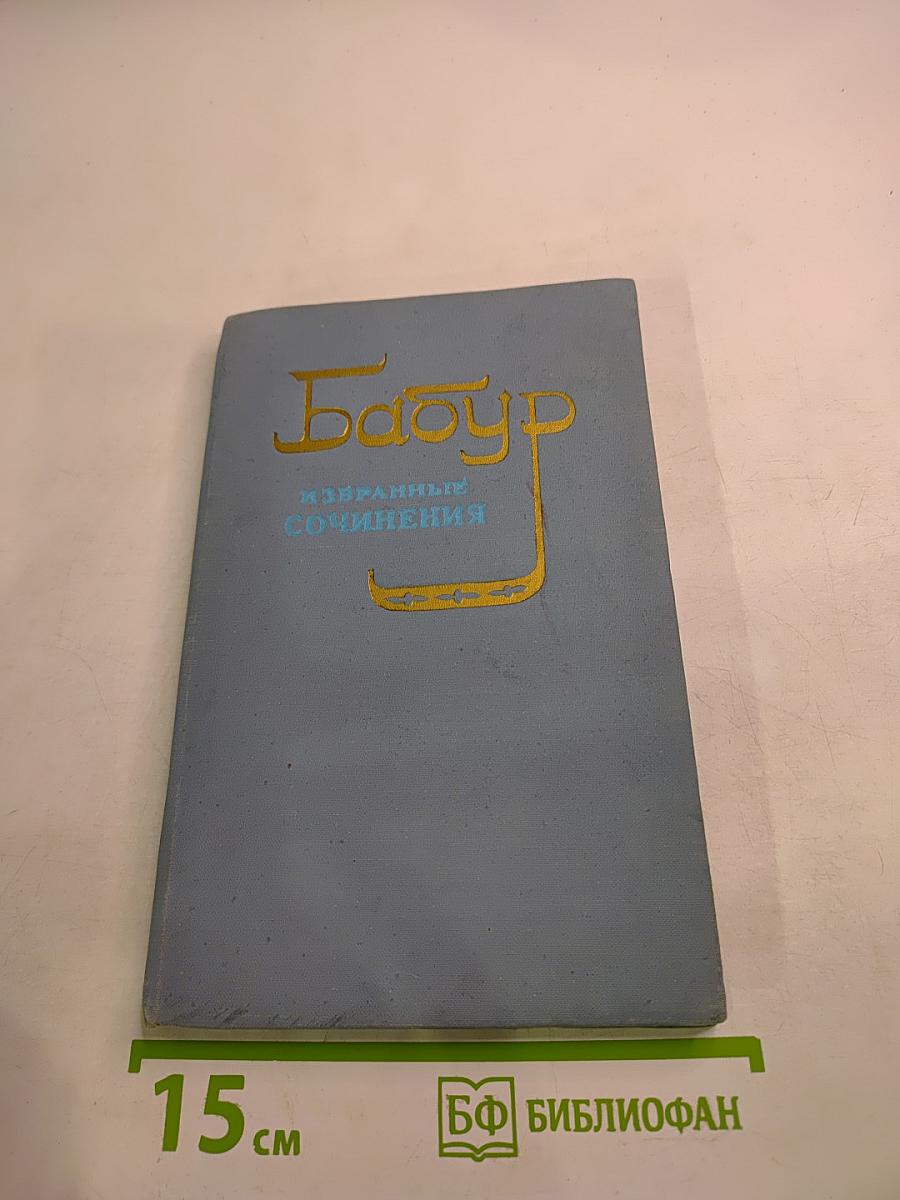 Бабур
ИЗБРАННЫЕ
СОЧИНЕНИЯ
15 см
БФ БИБЛИОФАН